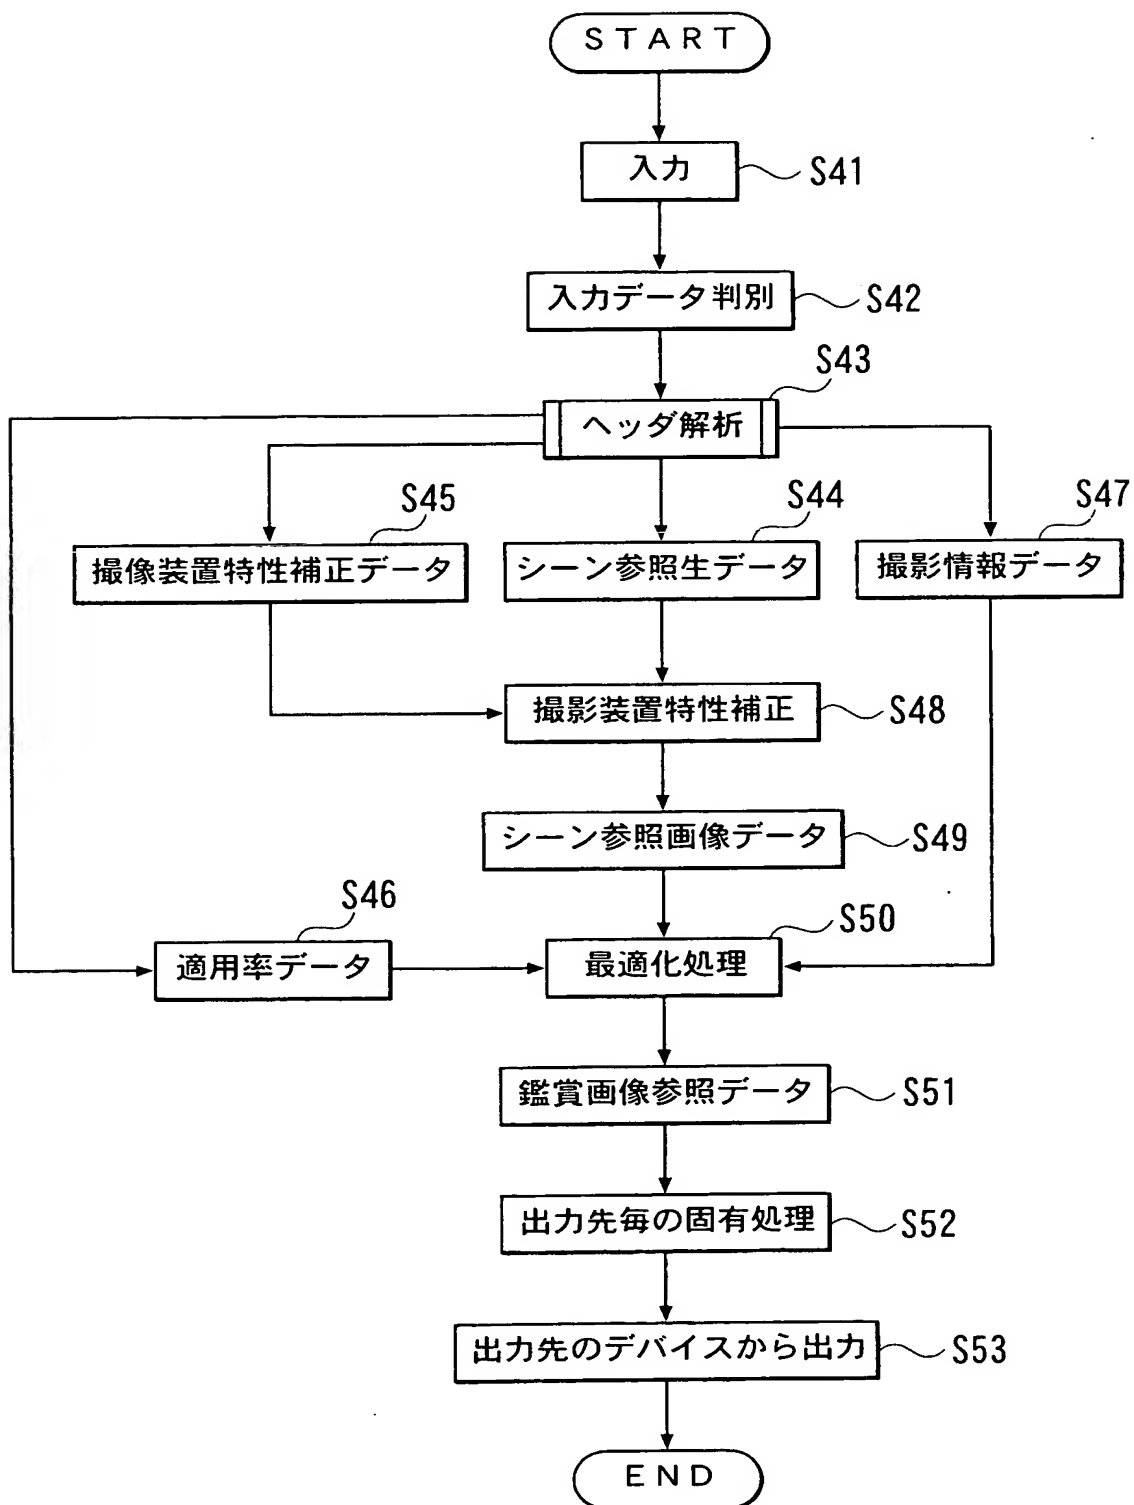 START
入力
S41
入力データ判別
S42
S43
ヘッダ解析
S45
S44
S47
撮像装置特性補正データ
シーン参照生データ
撮影情報データ
撮影装置特性補正
S48
シーン参照画像データ
S49
S46
S50
適用率データ
最適化処理
鑑賞画像参照データ
S51
出力先毎の固有処理
S52
出力先のデバイスから出力
S53
END